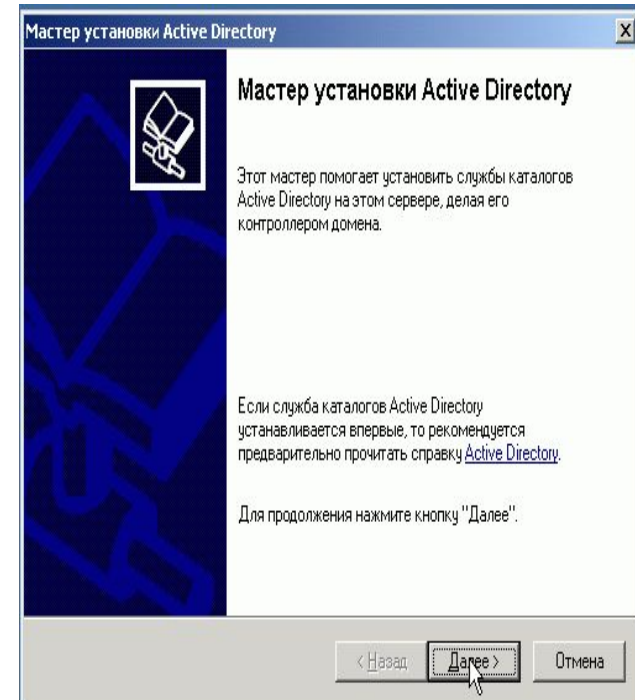 Мастер установки Active Directory
Мастер установки Active Directory
Этот мастер помогает установить службы каталогов
Active Directory на этом сервере, делая его
контроллером домена.
Если служба каталогов Active Directory
устанавливается впервые, то рекомендуется
предварительно прочитать справку Active Directory.
Для продолжения нажмите кнопку "Далее".
< Назад Далее > Отмена